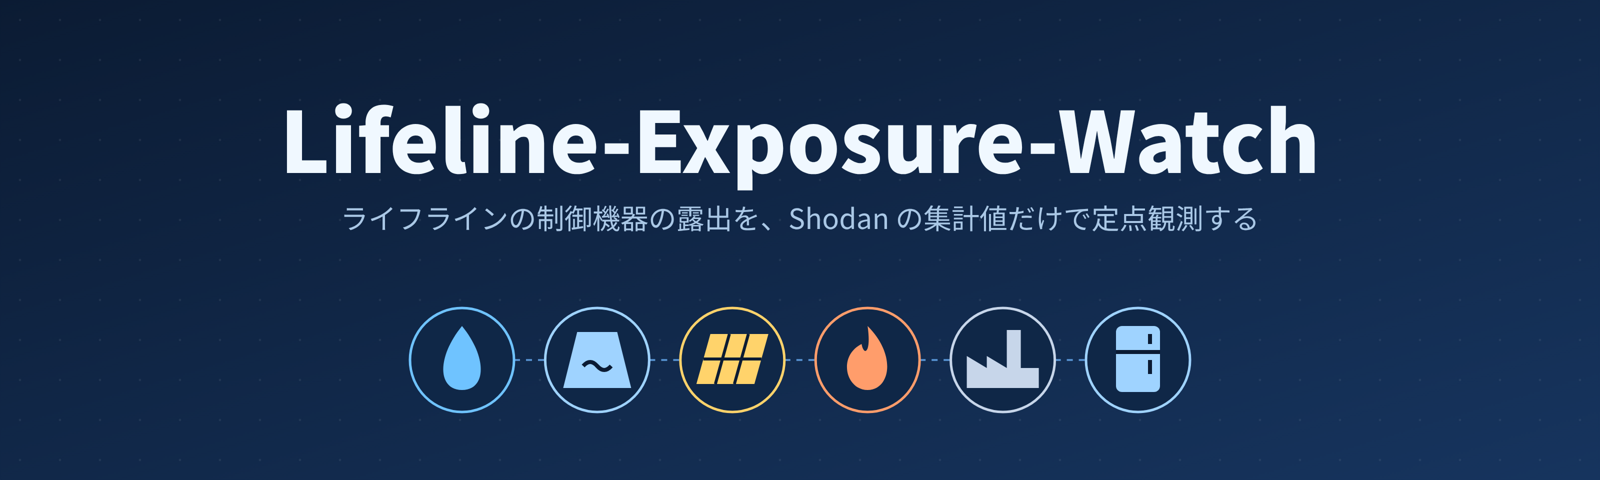 Lifeline-Exposure-Watch
ライフラインの制御機器の露出を、Shodan の集計値だけで定点観測する